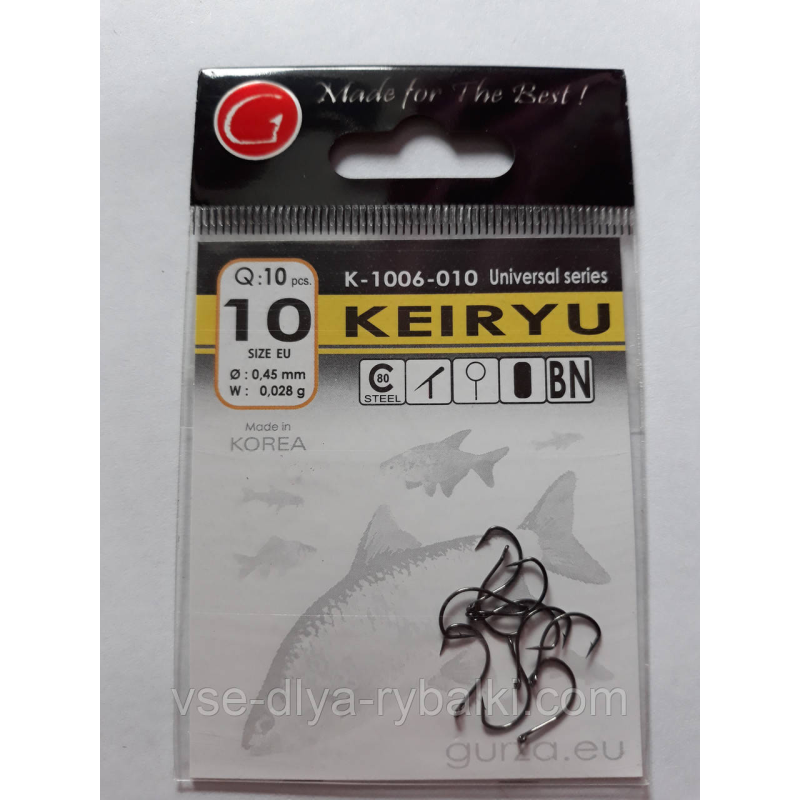 G
Made for The Best !
Q:10 pcs.
10
SIZE EU
Ø : 0,45 mm
W : 0,028 g
K-1006-010 Universal series
KEIRYU
C 80 STEEL
BN
Made in
KOREA
vse-dlya-rybalki.com
gurza.eu